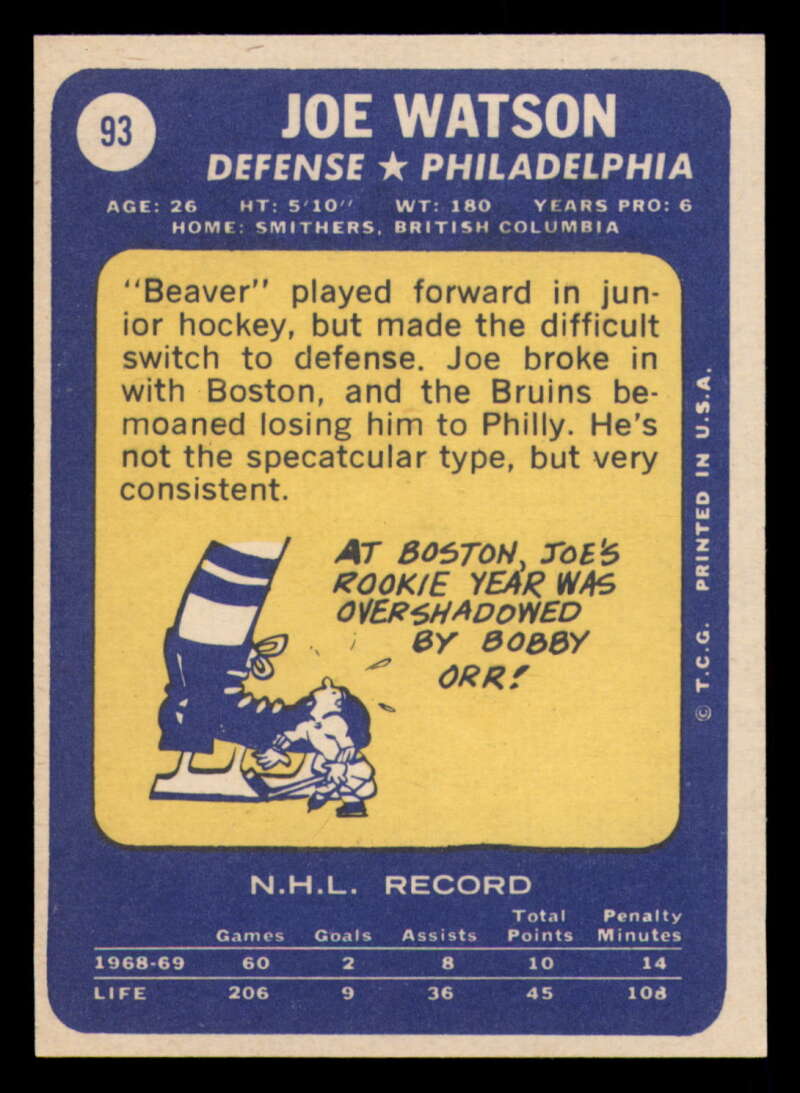 93
JOE WATSON
DEFENSE ★ PHILADELPHIA
AGE: 26 HT: 5'10" WT: 180 YEARS PRO: 6
HOME: SMITHERS, BRITISH COLUMBIA
"Beaver" played forward in jun-
ior hockey, but made the difficult
switch to defense. Joe broke in
with Boston, and the Bruins be-
moaned losing him to Philly. He's
not the specatcular type, but very
consistent.
AT BOSTON, JOE'S
ROOKIE YEAR WAS
OVERSHADOWED
BY BOBBY
ORR!
© T.C.G. PRINTED IN U.S.A.
N.H.L. RECORD
Games Goals Assists Total Points Penalty Minutes
1968-69 60 2 8 10 14
LIFE 206 9 36 45 108